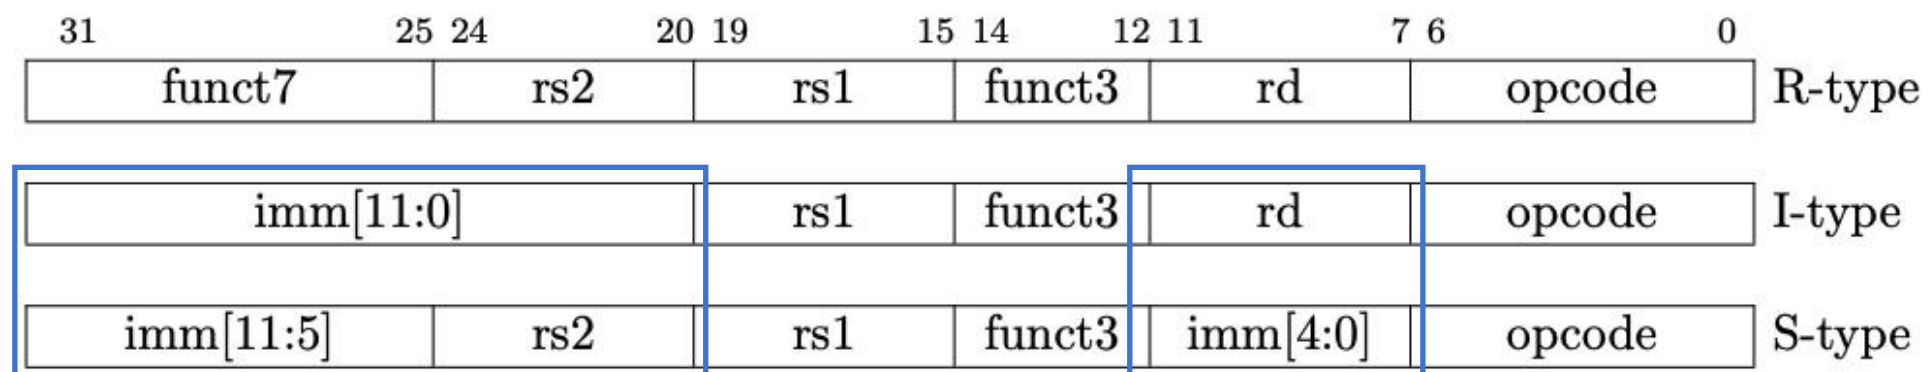 31 25 24 20 19 15 14 12 11 7 6 0
funct7 rs2 rs1 funct3 rd opcode R-type
imm[11:0] rs1 funct3 rd opcode I-type
imm[11:5] rs2 rs1 funct3 imm[4:0] opcode S-type